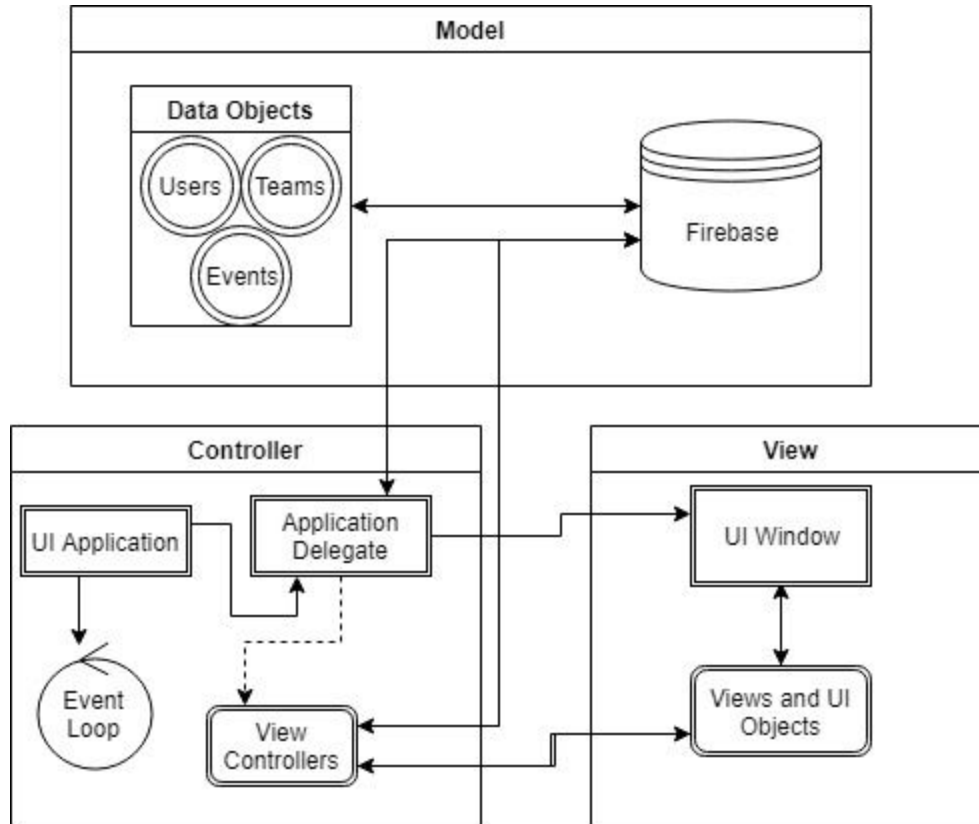 Model
Data Objects
Users
Teams
Events
Firebase
Controller
UI Application
Application
Delegate
Event
Loop
View
Controllers
View
UI Window
Views and UI
Objects